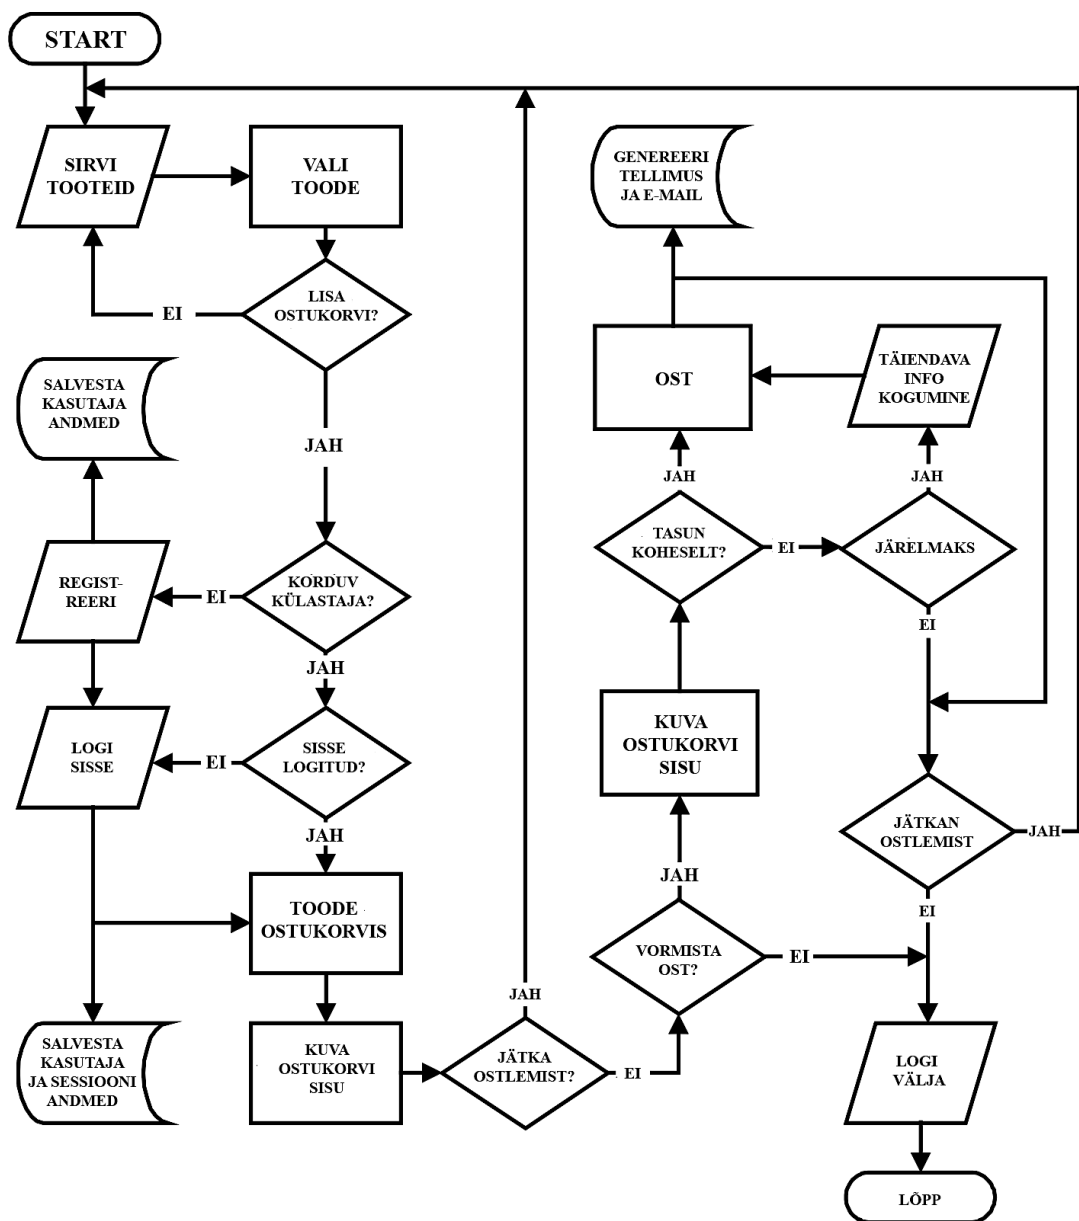 START
SIRVI
TOOTEID
VALI
TOODE
LISA
OSTUKORVI?
EI
JAH
SALVESTA
KASUTAJA
ANDMED
REGIST-
REERI
EI
KORDUV
KÜLASTAJA?
JAH
LOGI
SISSE
EI
SISSE
LOGITUD?
JAH
TOODE
OSTUKORVIS
SALVESTA
KASUTAJA
JA SESSIOONI
ANDMED
KUVA
OSTUKORVI
SISU
JÄTKA
OSTLEMIST?
JAH
EI
GENEREERI
TELLIMUS
JA E-MAIL
OST
TÄIENDAVA
INFO
KOGUMINE
JAH
JAH
TASUN
KOHESELT?
EI
JÄRELMAKS
EI
KUVA
OSTUKORVI
SISU
JAH
JÄTKAN
OSTLEMIST
JAH
EI
VORMISTA
OST?
EI
LOGI
VÄLJA
LÕPP